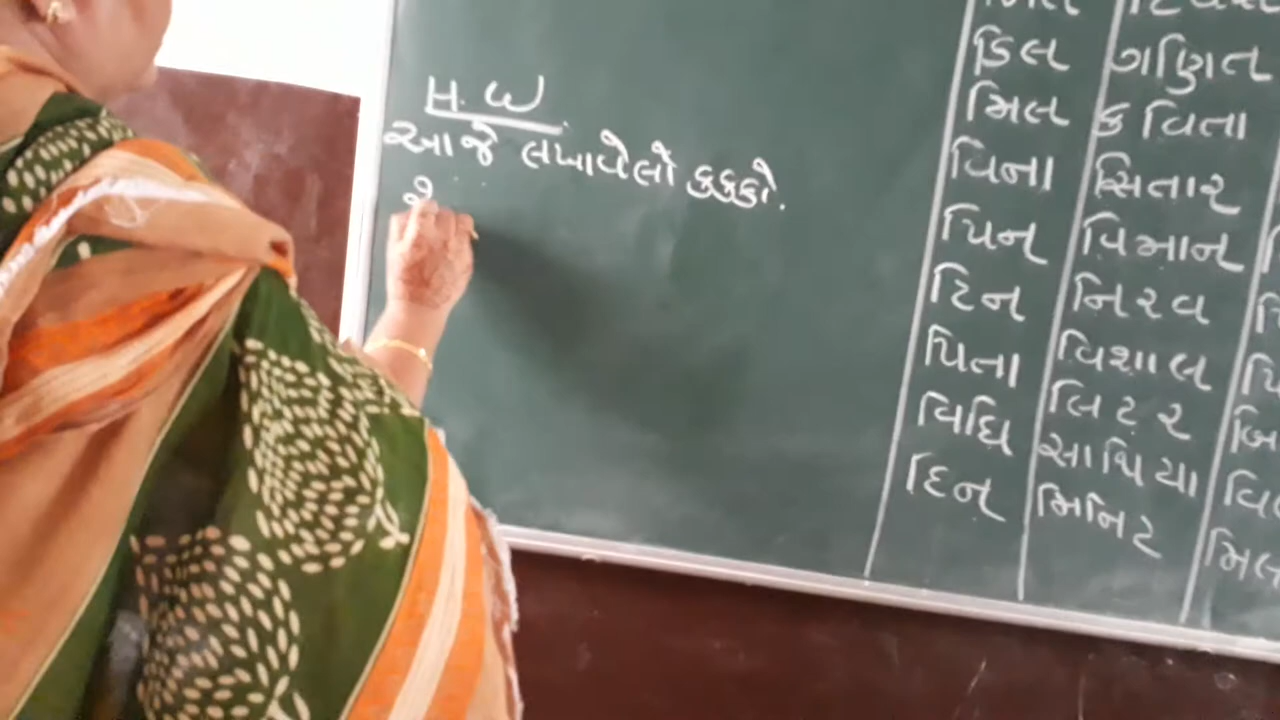 H. W
આજે લખાવેલો કક્કો.
ડિલ ગણિત
મિલ કવિતા
વિના સિતાર
પિન વિમાન
ટિન નિરવ
પિતા વિશાલ
વિધિ લિટર
દિન સાથિયા
મિનિટ